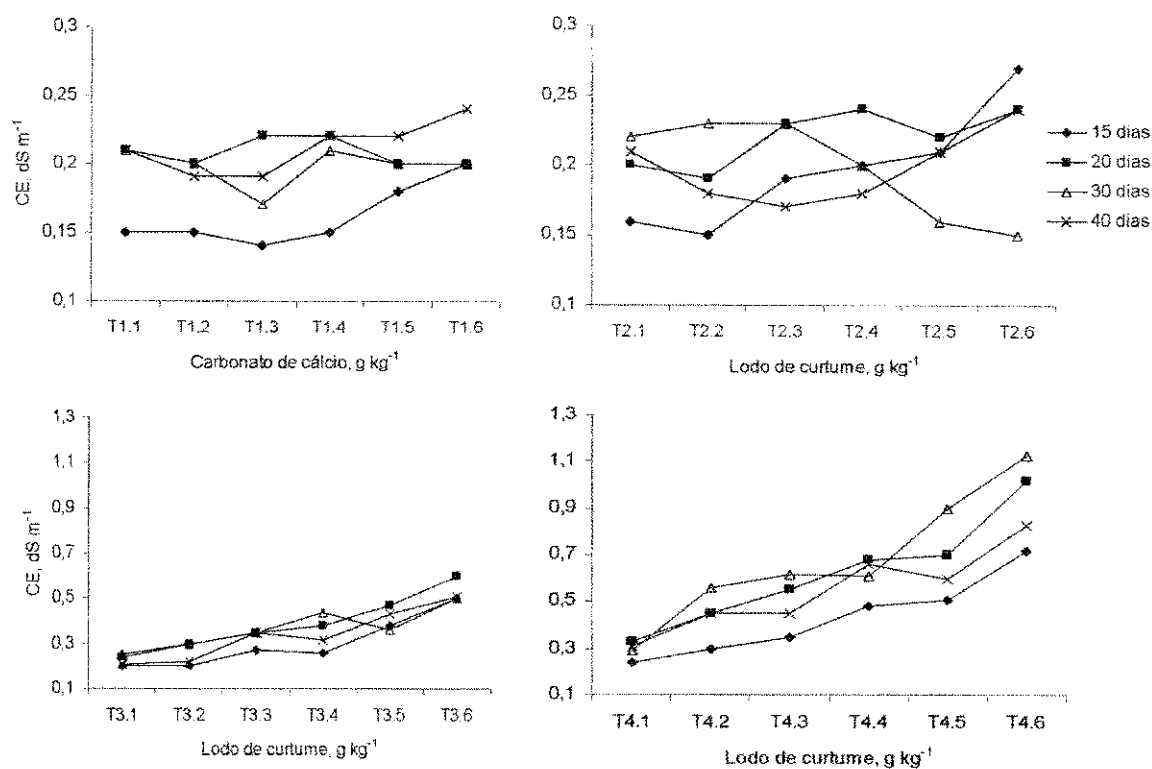 0,3
0,25
0,2
0,15
0,1
CE, dS m⁻¹
T1.1 T1.2 T1.3 T1.4 T1.5 T1.6
Carbonato de cálcio, g kg⁻¹
0,3
0,25
0,2
0,15
0,1
T2.1 T2.2 T2.3 T2.4 T2.5 T2.6
Lodo de curtume, g kg⁻¹
15 dias
20 dias
30 dias
40 dias
1,3
1,1
0,9
0,7
0,5
0,3
0,1
CE, dS m⁻¹
T3.1 T3.2 T3.3 T3.4 T3.5 T3.6
Lodo de curtume, g kg⁻¹
1,3
1,1
0,9
0,7
0,5
0,3
0,1
T4.1 T4.2 T4.3 T4.4 T4.5 T4.6
Lodo de curtume, g kg⁻¹